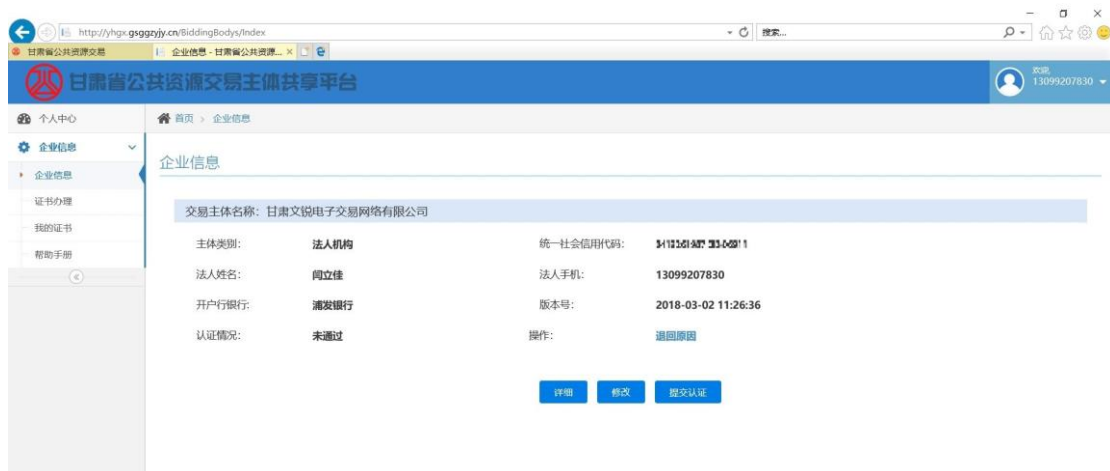 http://yhgx.gsggzyjy.cn/BiddingBodys/Index
搜索...
甘肃省公共资源交易
企业信息 - 甘肃省公共资源... ×
甘肃省公共资源交易主体共享平台
欢迎,
13099207830
个人中心
首页 > 企业信息
企业信息
企业信息
企业信息
证书办理
我的证书
帮助手册
交易主体名称：甘肃文锐电子交易网络有限公司
主体类别: 法人机构 统一社会信用代码:
法人姓名: 闫立佳 法人手机: 13099207830
开户行银行: 浦发银行 版本号: 2018-03-02 11:26:36
认证情况: 未通过 操作: 退回原因
详细 修改 提交认证